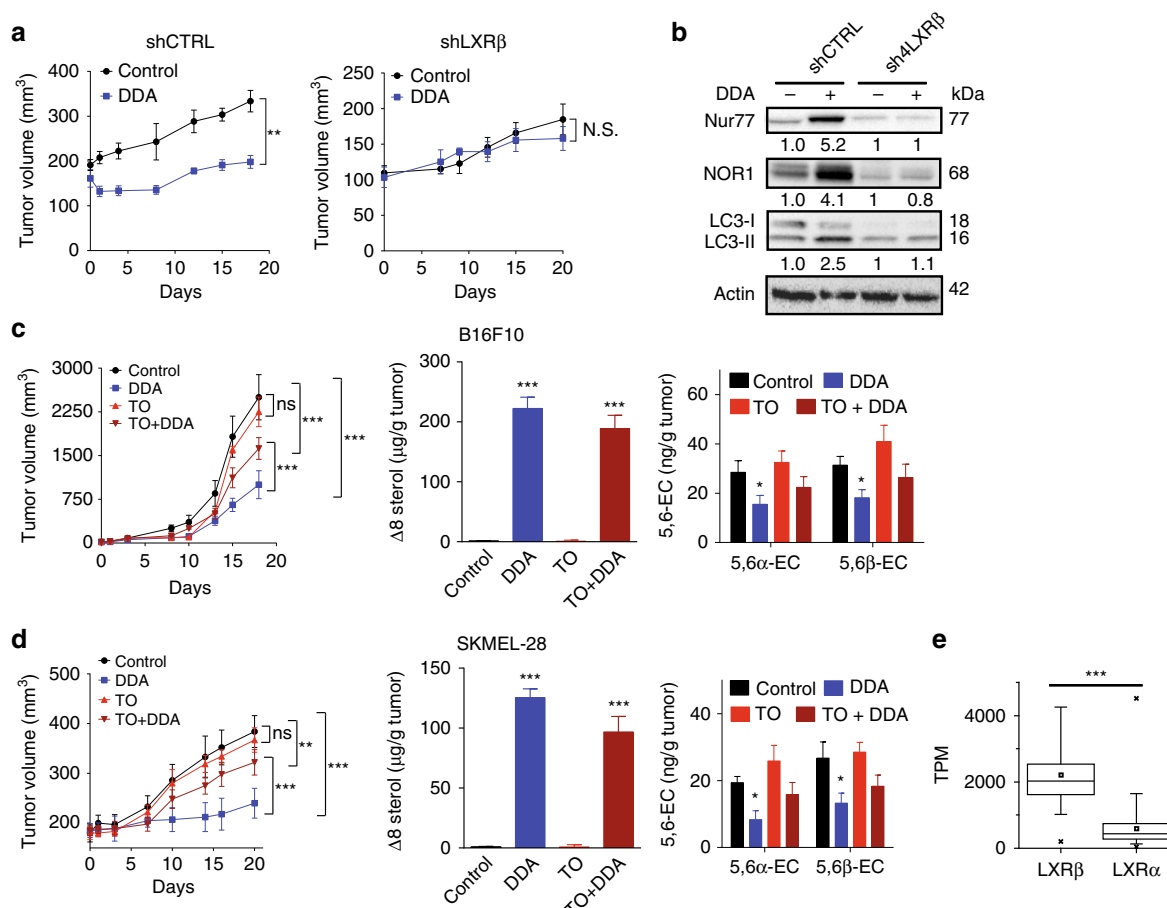 a
shCTRL
Tumor volume (mm³)
400
300
200
100
0
0 5 10 15 20
Days
Control
DDA
**
shLXRβ
Tumor volume (mm³)
250
200
150
100
50
0
0 5 10 15 20
Days
Control
DDA
N.S.
b
shCTRL sh4LXRβ
DDA – + – + kDa
Nur77 77
1.0 5.2 1 1
NOR1 68
1.0 4.1 1 0.8
LC3-I 18
LC3-II 16
1.0 2.5 1 1.1
Actin 42
c
B16F10
Tumor volume (mm³)
3000
2250
1500
750
0
0 5 10 15 20
Days
Control
DDA
TO
TO+DDA
ns
***
***
***
Δ8 sterol (μg/g tumor)
300
200
100
0
*** ***
Control DDA TO TO+DDA
5,6-EC (ng/g tumor)
60
40
20
0
Control DDA
TO TO + DDA
* *
5,6α-EC 5,6β-EC
d
SKMEL-28
Tumor volume (mm³)
500
400
300
200
0 5 10 15 20
Days
Control
DDA
TO
TO+DDA
ns
**
***
***
Δ8 sterol (μg/g tumor)
150
100
50
0
*** ***
Control DDA TO TO+DDA
5,6-EC (ng/g tumor)
60
40
20
0
Control DDA
TO TO + DDA
* *
5,6α-EC 5,6β-EC
e
***
TPM
4000
2000
0
LXRβ LXRα